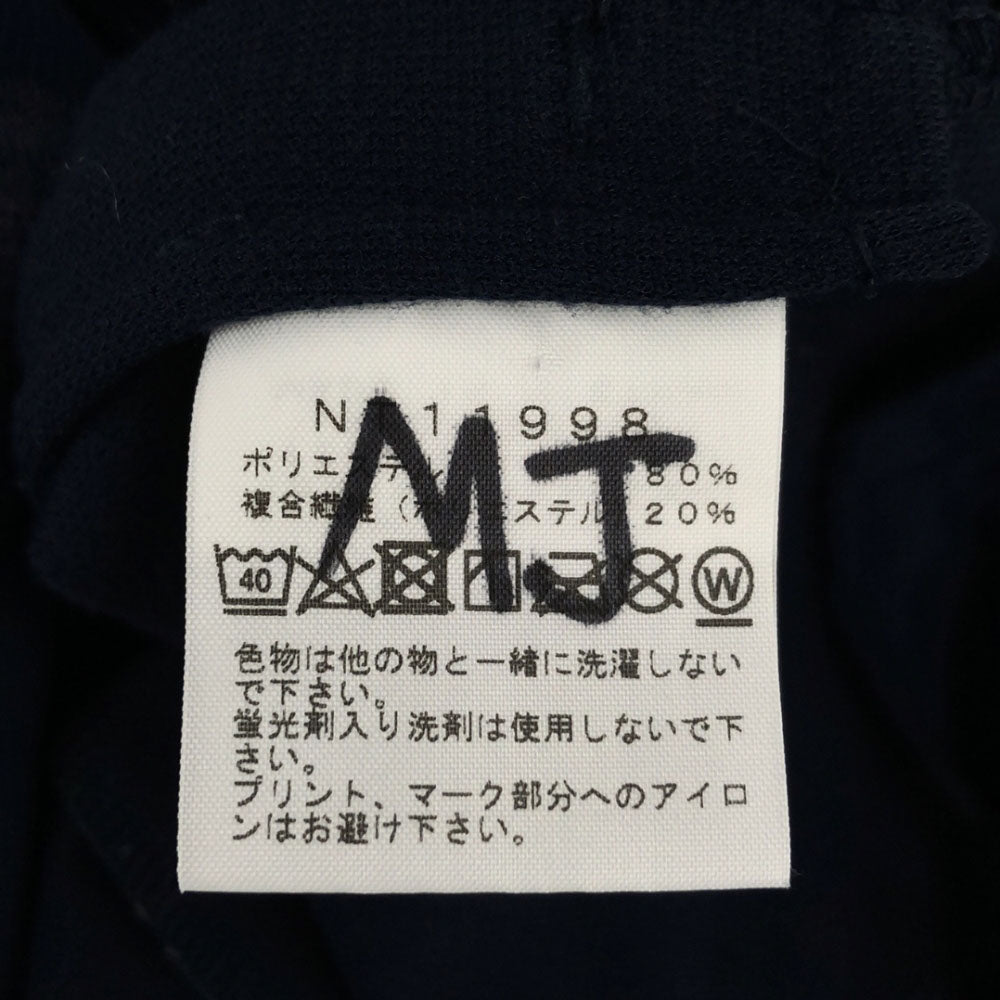 N 11998
MJ
80%
複合繊維（ ステル 20%
40 W
色物は他の物と一緒に洗濯しない
で下さい。
蛍光剤入り洗剤は使用しないで下
さい。
プリント、マーク部分へのアイロ
ンはお避け下さい。